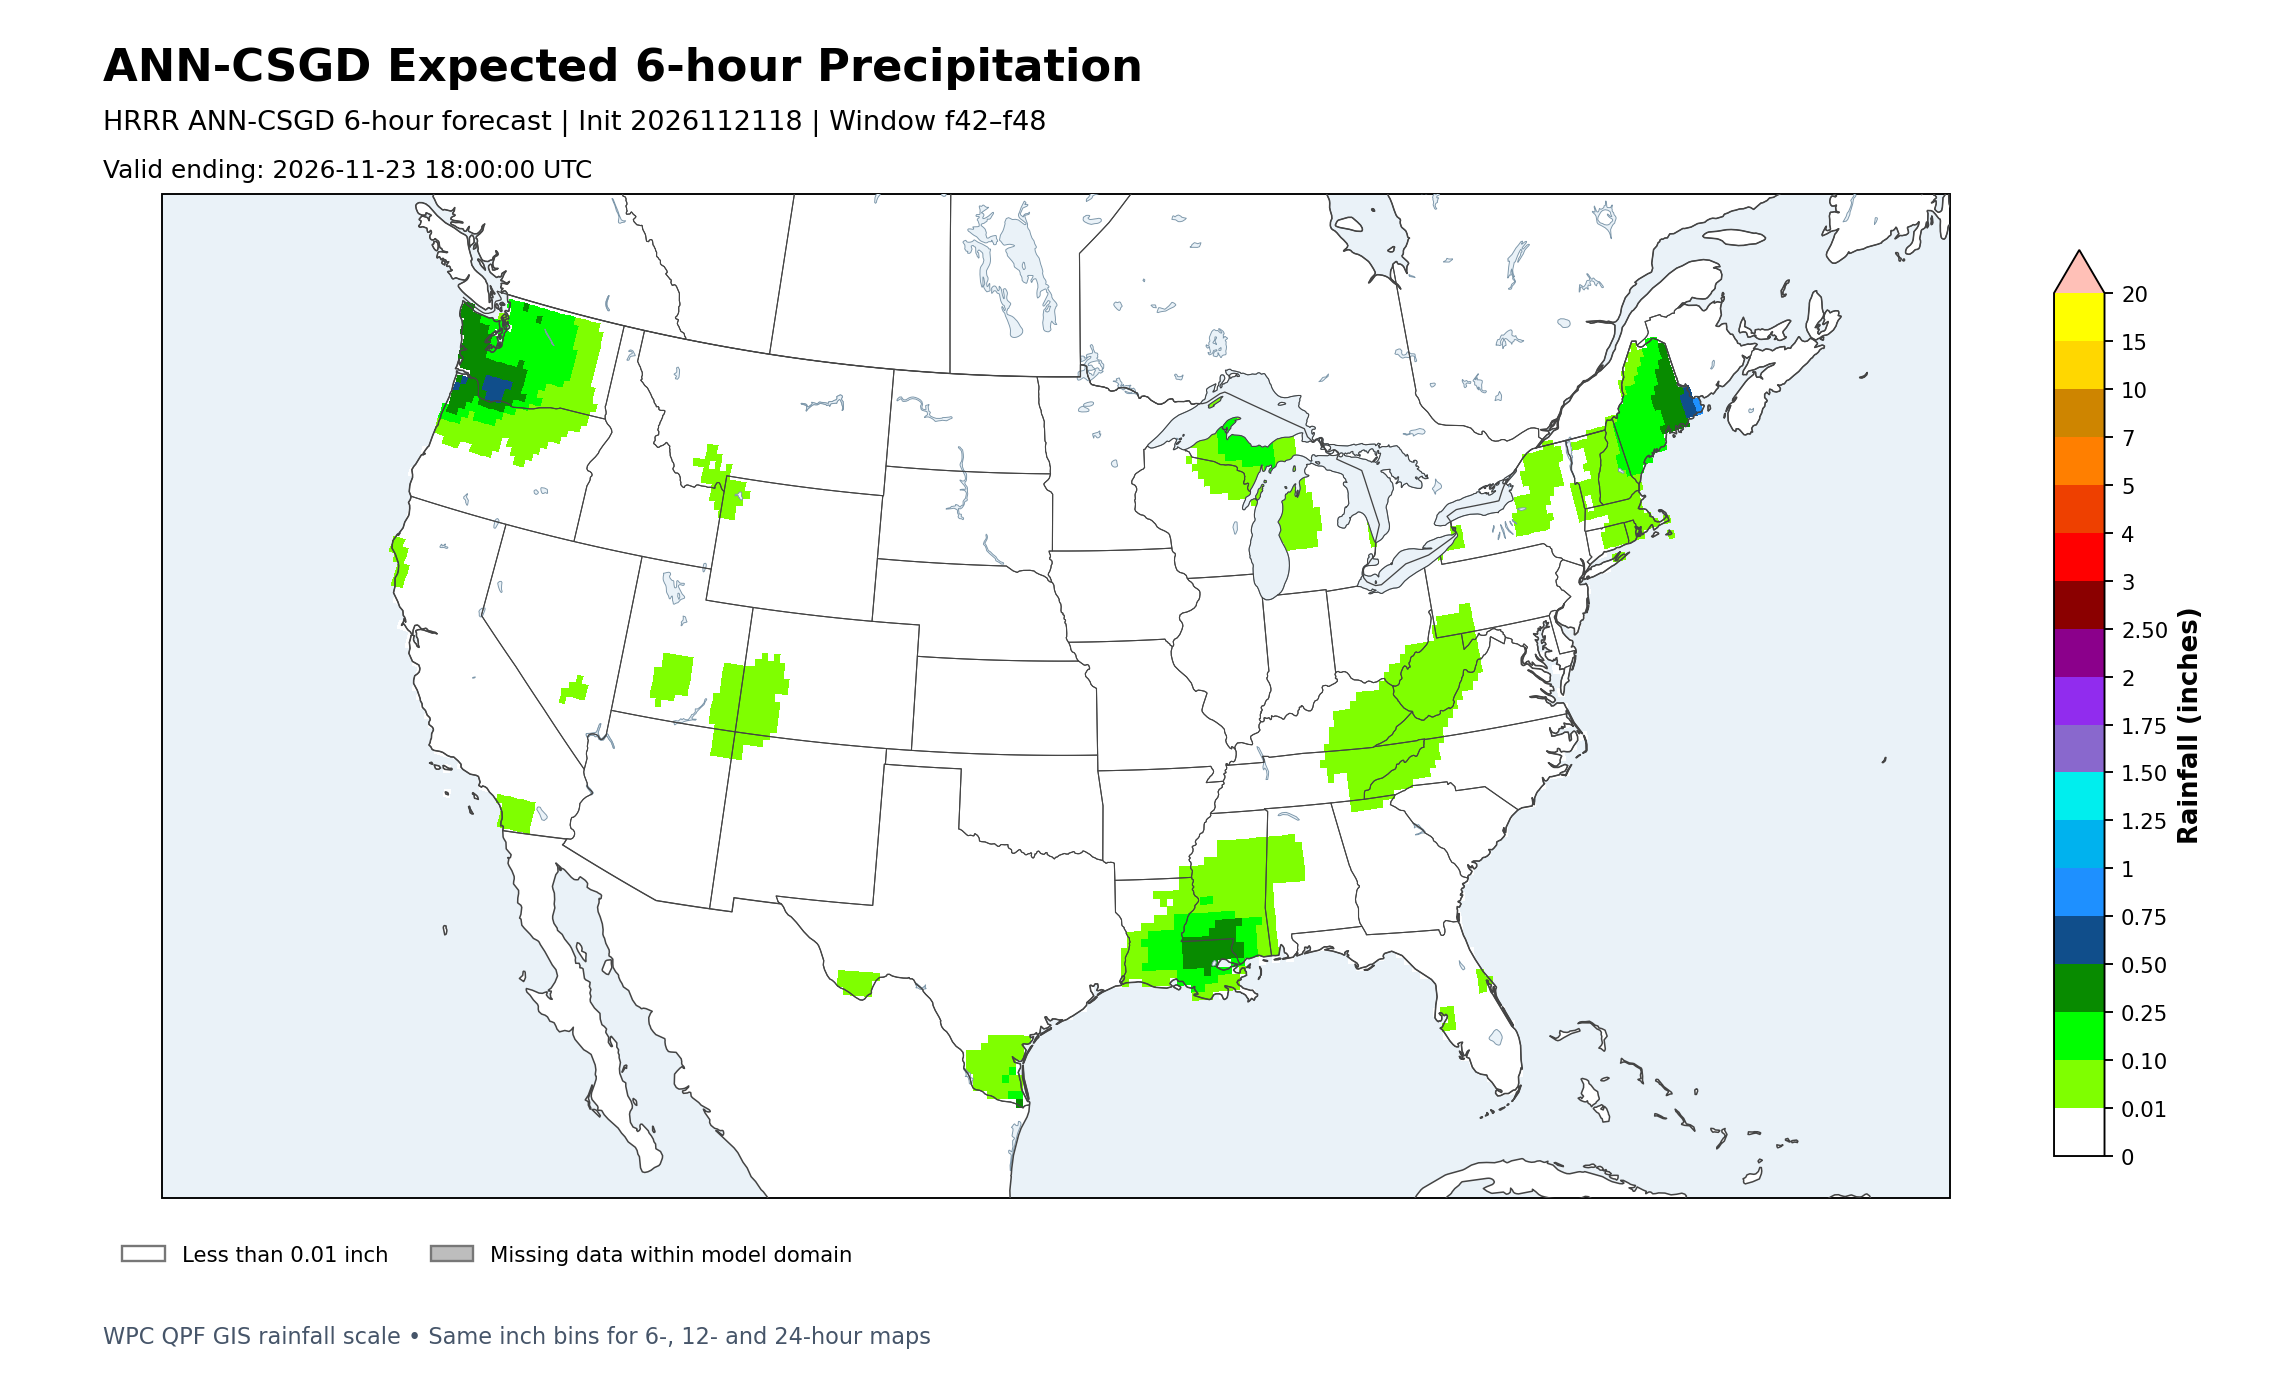 ANN-CSGD Expected 6-hour Precipitation
HRRR ANN-CSGD 6-hour forecast | Init 2026112118 | Window f42–f48
Valid ending: 2026-11-23 18:00:00 UTC
20
15
10
7
5
4
3
2.50
2
1.75
1.50
1.25
1
0.75
0.50
0.25
0.10
0.01
0
Rainfall (inches)
Less than 0.01 inch
Missing data within model domain
WPC QPF GIS rainfall scale • Same inch bins for 6-, 12- and 24-hour maps